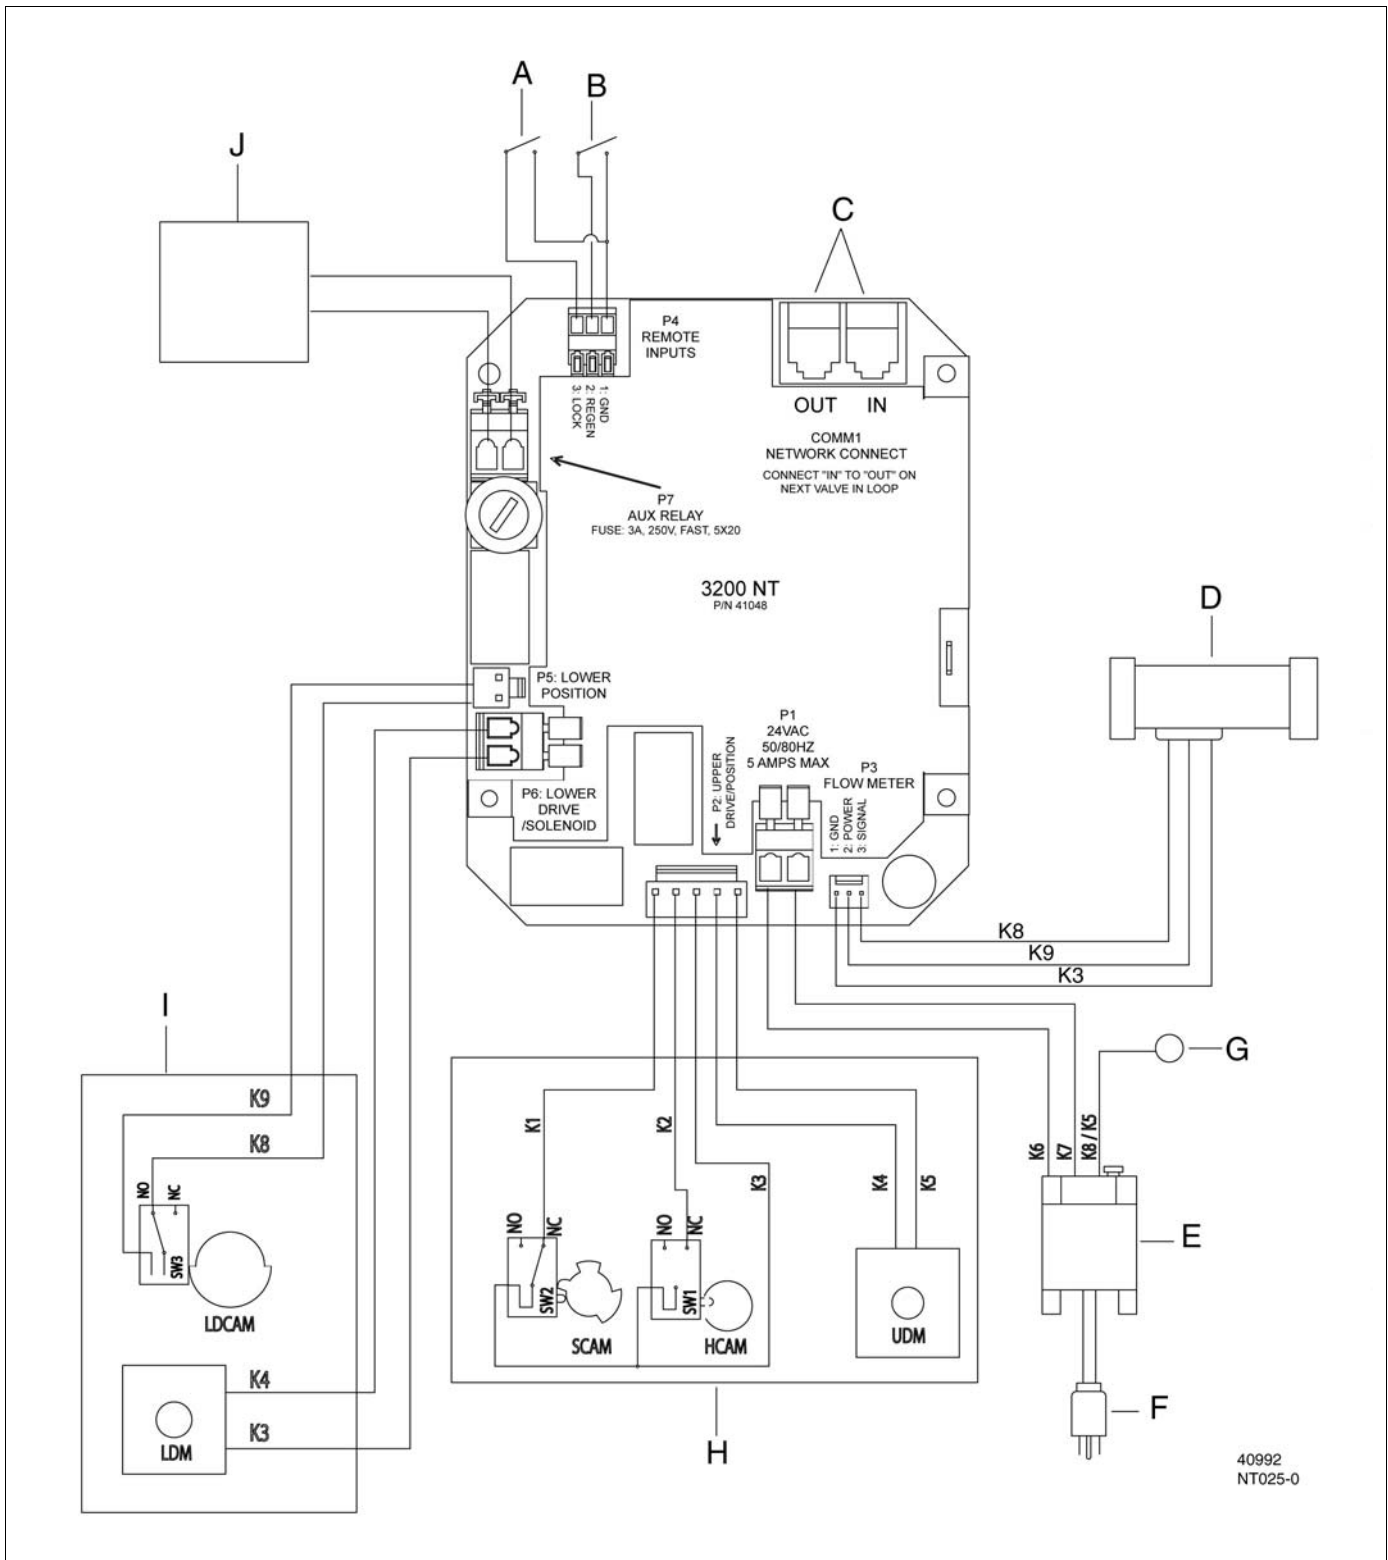 A
B
J
C
P4
REMOTE
INPUTS
1: GND
2: REGEN
3: LOCK
OUT IN
COMM1
NETWORK CONNECT
CONNECT "IN" TO "OUT" ON
NEXT VALVE IN LOOP
P7
AUX RELAY
FUSE: 3A, 250V, FAST, 5X20
3200 NT
P/N 41048
D
P5: LOWER
POSITION
P1
24VAC
50/80HZ
5 AMPS MAX
P2: UPPER
DRIVE/POSITION
P3
FLOW METER
P6: LOWER
DRIVE
/SOLENOID
1: GND
2: POWER
3: SIGNAL
K8
K9
K3
I
G
K9
K8
NO
NC
SW3
LDCAM
K4
K3
LDM
K1
K2
K3
K4
K5
NO
NC
SW2
SCAM
NO
NC
SW1
HCAM
UDM
K6
K7
K8 / K5
E
F
H
40992
NT025-0